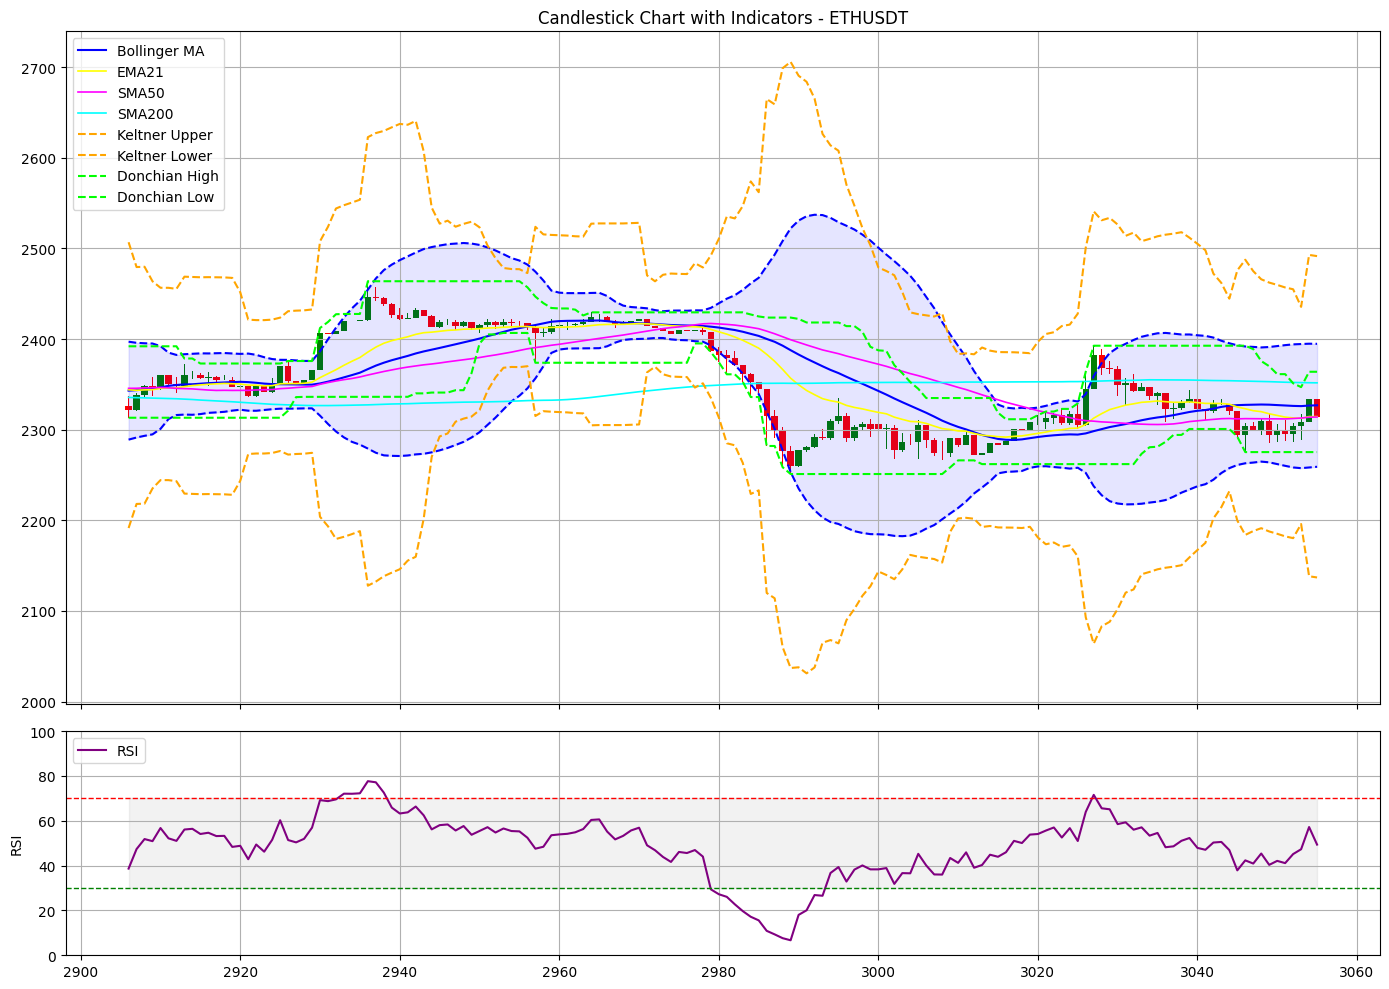 Candlestick Chart with Indicators - ETHUSDT
Bollinger MA
EMA21
SMA50
SMA200
Keltner Upper
Keltner Lower
Donchian High
Donchian Low
2700
2600
2500
2400
2300
2200
2100
2000
RSI
100
80
60
40
20
0
RSI
2900
2920
2940
2960
2980
3000
3020
3040
3060